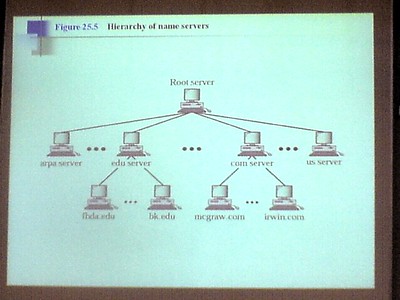 Figure 25.5 Hierarchy of name servers
Root server
arpa server
edu server
com server
us server
fhda.edu
bk.edu
mcgraw.com
irwin.com